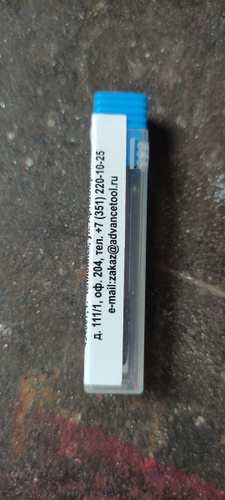 д. 111/1, оф. 204, тел. +7 (351) 220-10-25
e-mail:zakaz@advancetool.ru